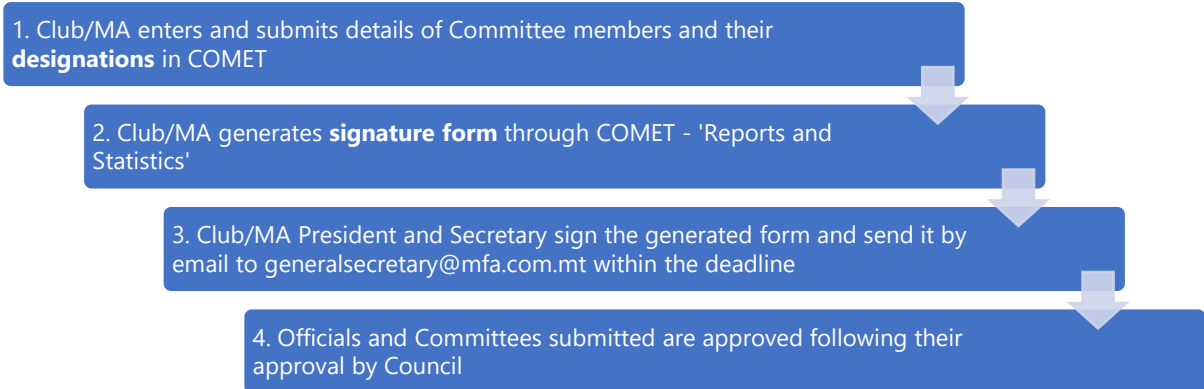 1. Club/MA enters and submits details of Committee members and their
designations in COMET
2. Club/MA generates signature form through COMET - 'Reports and
Statistics'
3. Club/MA President and Secretary sign the generated form and send it by
email to generalsecretary@mfa.com.mt within the deadline
4. Officials and Committees submitted are approved following their
approval by Council